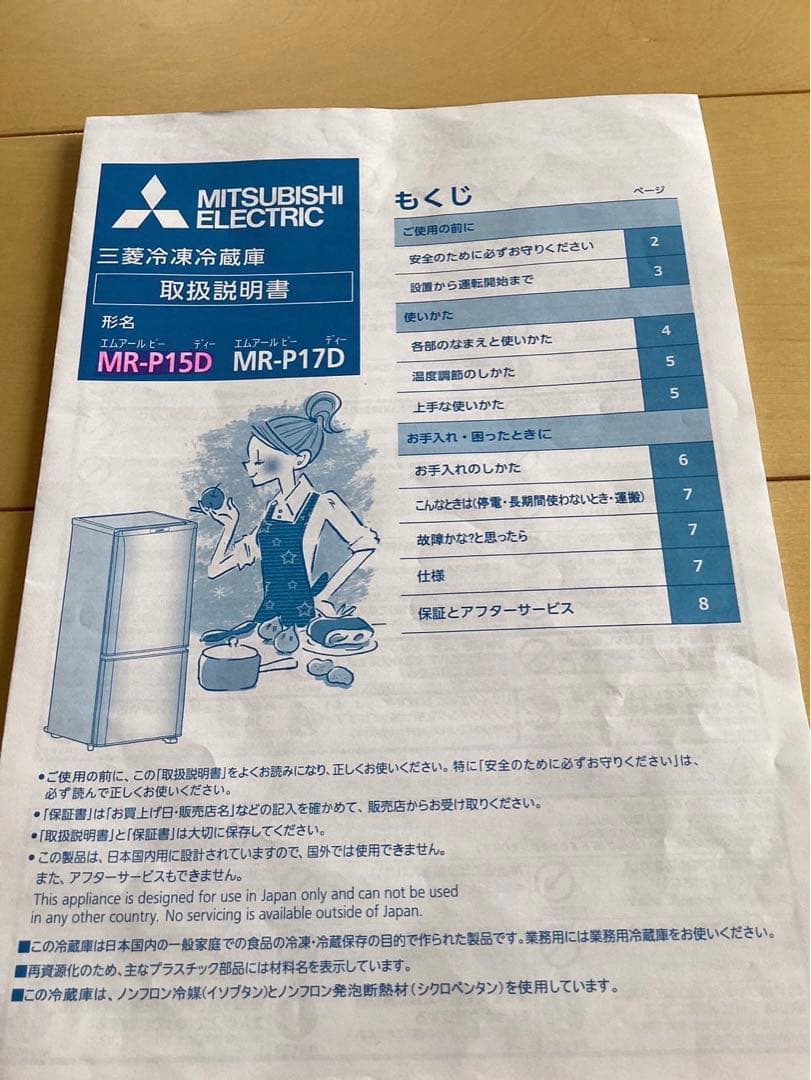 MITSUBISHI
ELECTRIC
三菱冷凍冷蔵庫
取扱説明書
形名
エムアール ピー ディー エムアール ピー ディー
MR-P15D MR-P17D
もくじ ページ
ご使用の前に
安全のために必ずお守りください 2
設置から運転開始まで 3
使いかた
各部のなまえと使いかた 4
温度調節のしかた 5
上手な使いかた 5
お手入れ・困ったときに
お手入れのしかた 6
こんなときは(停電・長期間使わないとき・運搬) 7
故障かな?と思ったら 7
仕様 7
保証とアフターサービス 8
●ご使用の前に、この「取扱説明書」をよくお読みになり、正しくお使いください。特に「安全のために必ずお守りください」は、
必ず読んで正しくお使いください。
●「保証書」は「お買上げ日・販売店名」などの記入を確かめて、販売店からお受け取りください。
●「取扱説明書」と「保証書」は大切に保存してください。
●この製品は、日本国内用に設計されていますので、国外では使用できません。
また、アフターサービスもできません。
This appliance is designed for use in Japan only and can not be used
in any other country. No servicing is available outside of Japan.
■この冷蔵庫は日本国内の一般家庭での食品の冷凍・冷蔵保存の目的で作られた製品です。業務用には業務用冷蔵庫をお使いください。
■再資源化のため、主なプラスチック部品には材料名を表示しています。
■この冷蔵庫は、ノンフロン冷媒(イソブタン)とノンフロン発泡断熱材(シクロペンタン)を使用しています。